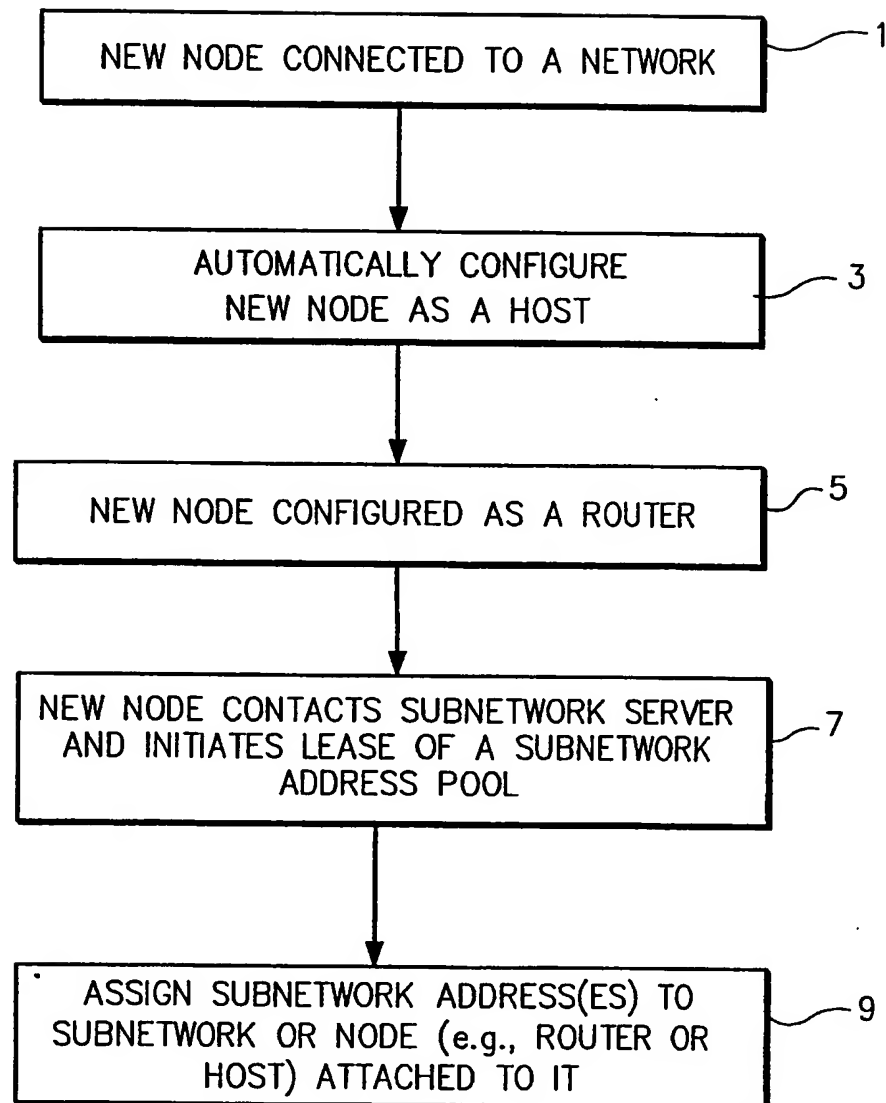 NEW NODE CONNECTED TO A NETWORK
1
AUTOMATICALLY CONFIGURE
NEW NODE AS A HOST
3
NEW NODE CONFIGURED AS A ROUTER
5
NEW NODE CONTACTS SUBNETWORK SERVER
AND INITIATES LEASE OF A SUBNETWORK
ADDRESS POOL
7
ASSIGN SUBNETWORK ADDRESS(ES) TO
SUBNETWORK OR NODE (e.g., ROUTER OR
HOST) ATTACHED TO IT
9